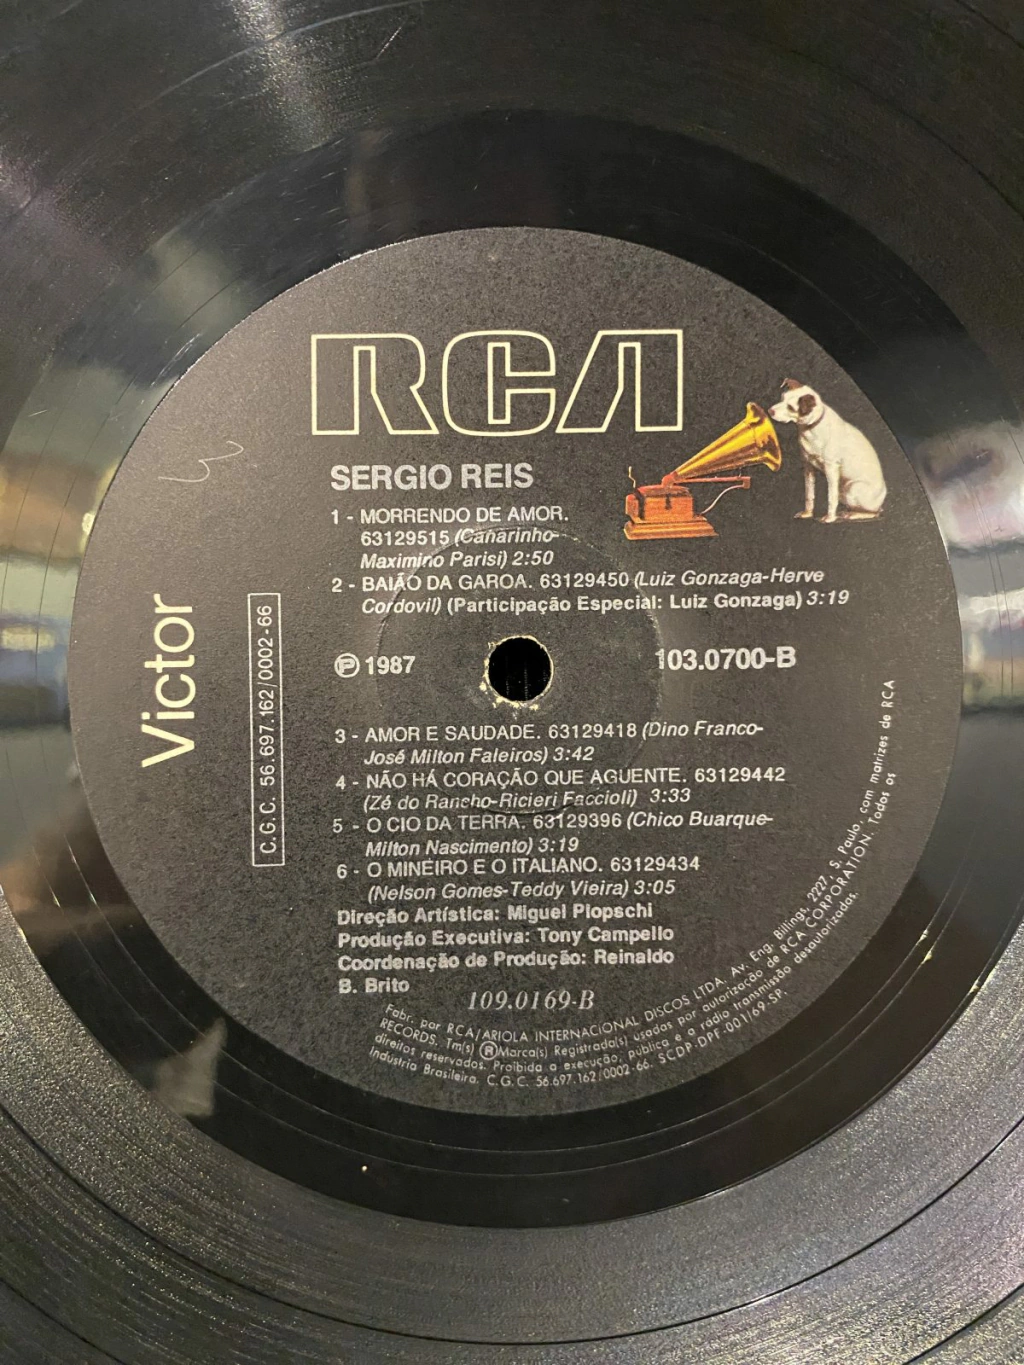 RCA
SERGIO REIS
1 - MORRENDO DE AMOR.
63129515 (Canarinho-
Maximino Parisi) 2:50
2 - BAIÃO DA GAROA. 63129450 (Luiz Gonzaga-Herve
Cordovil) (Participação Especial: Luiz Gonzaga) 3:19
Victor
C.G.C. 56.697.162/0002-66
℗ 1987
103.0700-B
3 - AMOR E SAUDADE. 63129418 (Dino Franco-
José Milton Faleiros) 3:42
4 - NÃO HÁ CORAÇÃO QUE AGUENTE. 63129442
(Zé do Rancho-Ricieri Faccioli) 3:33
5 - O CIO DA TERRA. 63129396 (Chico Buarque-
Milton Nascimento) 3:19
6 - O MINEIRO E O ITALIANO. 63129434
(Nelson Gomes-Teddy Vieira) 3:05
Direção Artística: Miguel Plopschi
Produção Executiva: Tony Campello
Coordenação de Produção: Reinaldo
B. Brito
109.0169-B
Fabr. por RCA/ARIOLA INTERNACIONAL DISCOS LTDA. Av. Eng. Billings, 2227, S. Paulo, com matrizes de RCA
RECORDS. Tm(s) ® Marca(s) Registrada(s) usadas por autorização de RCA CORPORATION. Todos os
direitos reservados. Proibida a execução, pública e a rádio transmissão desautorizadas.
Indústria Brasileira. C.G.C. 56.697.162/0002-66. SCDP. DPF. 001/69-SP.